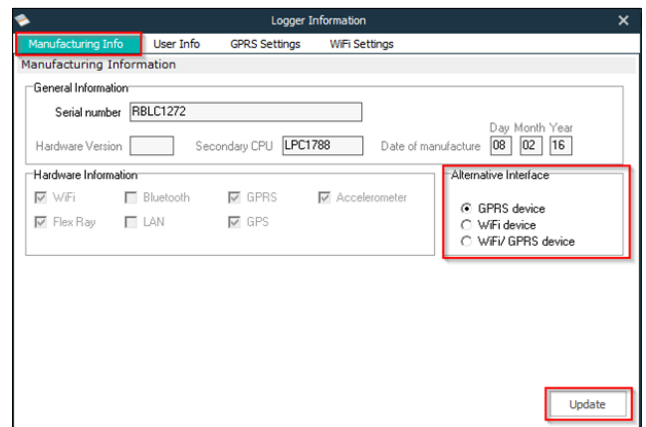 Logger Information
Manufacturing Info User Info GPRS Settings WiFi Settings
Manufacturing Information
General Information
Serial number RBLC1272
Day Month Year
Hardware Version Secondary CPU LPC1788 Date of manufacture 08 02 16
Hardware Information
WiFi Bluetooth GPRS Accelerometer
Flex Ray LAN GPS
Alternative Interface
GPRS device
WiFi device
WiFi/ GPRS device
Update